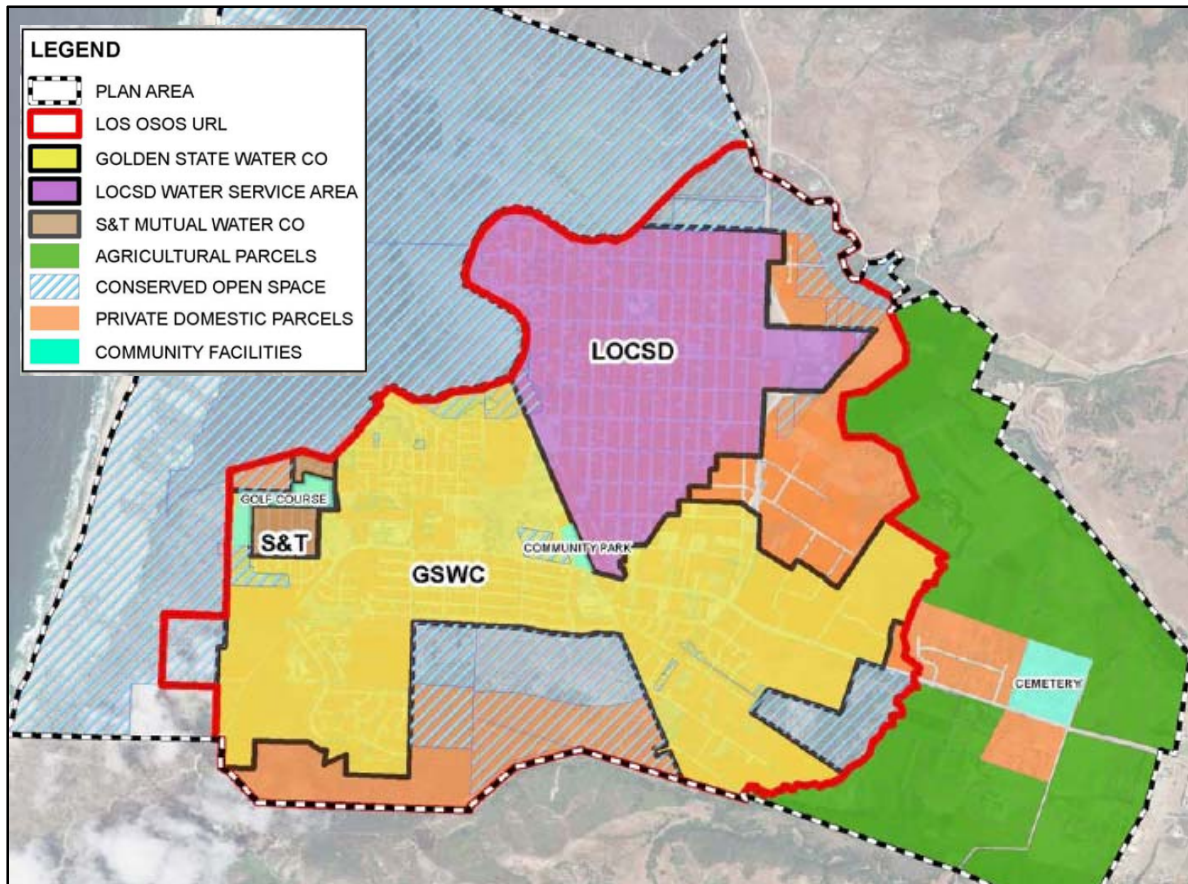 LEGEND
PLAN AREA
LOS OSOS URL
GOLDEN STATE WATER CO
LOCSD WATER SERVICE AREA
S&T MUTUAL WATER CO
AGRICULTURAL PARCELS
CONSERVED OPEN SPACE
PRIVATE DOMESTIC PARCELS
COMMUNITY FACILITIES
LOCSD
GOLF COURSE
S&T
COMMUNITY PARK
GSWC
CEMETERY